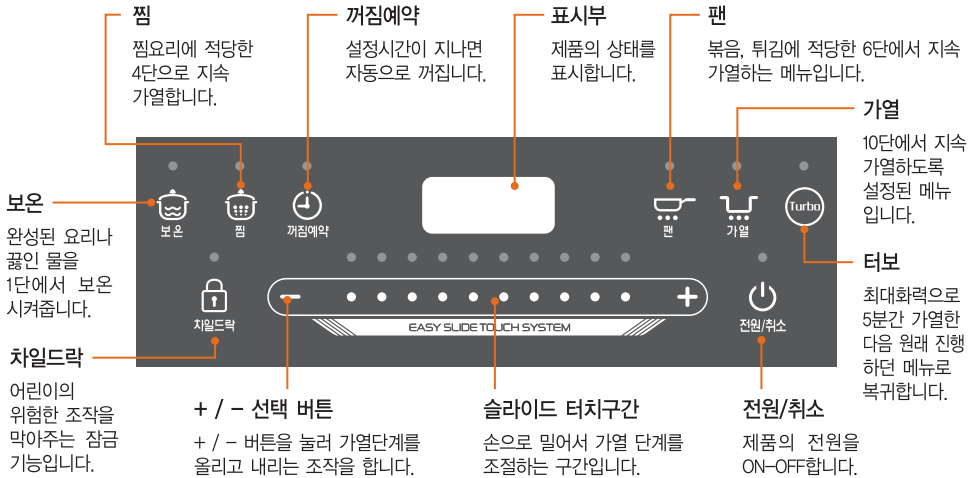 찜
찜요리에 적당한
4단으로 지속
가열합니다.
꺼짐예약
설정시간이 지나면
자동으로 꺼집니다.
표시부
제품의 상태를
표시합니다.
팬
볶음, 튀김에 적당한 6단에서 지속
가열하는 메뉴입니다.
가열
10단에서 지속
가열하도록
설정된 메뉴
입니다.
보온
완성된 요리나
끓인 물을
1단에서 보온
시켜줍니다.
보온
찜
꺼짐예약
팬
가열
Turbo
터보
최대화력으로
5분간 가열한
다음 원래 진행
하던 메뉴로
복귀합니다.
차일드락
− +
EASY SLIDE TOUCH SYSTEM
전원/취소
차일드락
어린이의
위험한 조작을
막아주는 잠금
기능입니다.
+ / − 선택 버튼
+ / − 버튼을 눌러 가열단계를
올리고 내리는 조작을 합니다.
슬라이드 터치구간
손으로 밀어서 가열 단계를
조절하는 구간입니다.
전원/취소
제품의 전원을
ON-OFF합니다.